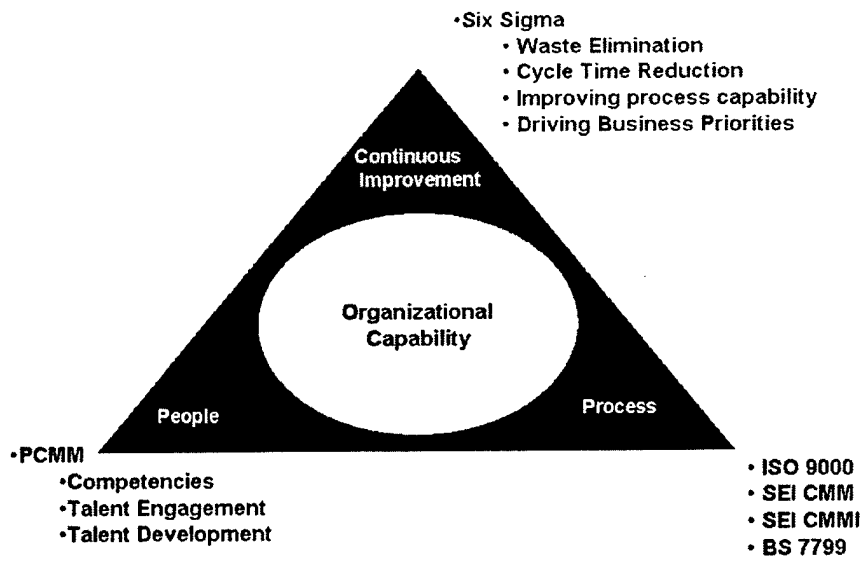 •Six Sigma
• Waste Elimination
• Cycle Time Reduction
• Improving process capability
• Driving Business Priorities
Continuous
Improvement
Organizational
Capability
People
Process
•PCMM
•Competencies
•Talent Engagement
•Talent Development
• ISO 9000
• SEI CMM
• SEI CMMI
• BS 7799